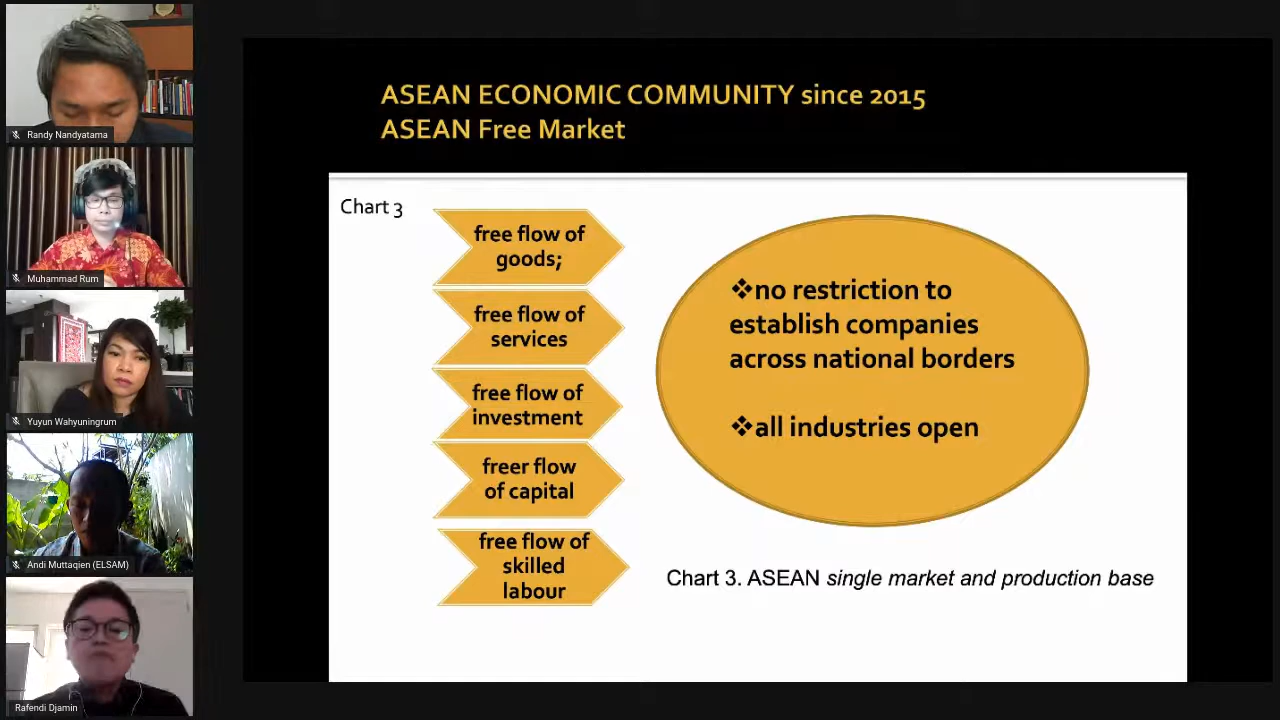 Randy Nandyatama
Muhammad Rum
Yuyun Wahyuningrum
Andi Muttaqien (ELSAM)
Rafendi Djamin
ASEAN ECONOMIC COMMUNITY since 2015
ASEAN Free Market
Chart 3
free flow of
goods;
free flow of
services
free flow of
investment
freer flow
of capital
free flow of
skilled
labour
❖no restriction to
establish companies
across national borders
❖all industries open
Chart 3. ASEAN single market and production base